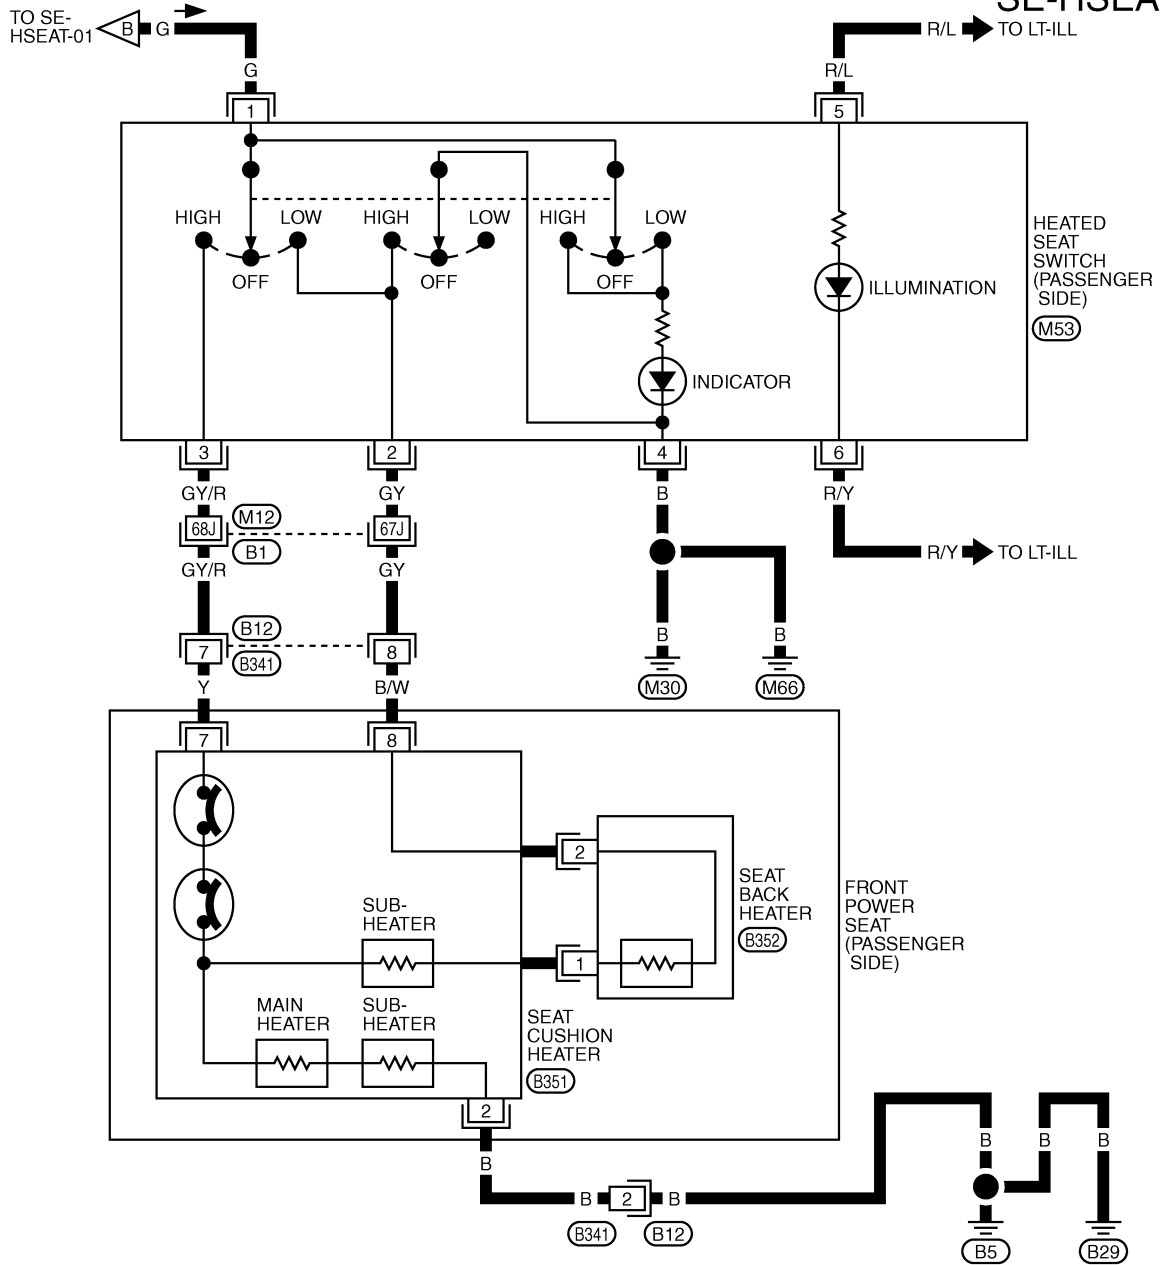 SE-HSEA
TO SE-
HSEAT-01
B
G
R/L
TO LT-ILL
G
R/L
1
5
HIGH
LOW
HIGH
LOW
HIGH
LOW
OFF
OFF
OFF
ILLUMINATION
INDICATOR
HEATED
SEAT
SWITCH
(PASSENGER
SIDE)
M53
3
2
4
6
GY/R
GY
B
R/Y
68J
M12
67J
B1
R/Y
TO LT-ILL
GY/R
GY
7
B12
8
B341
B
B
M30
M66
Y
B/W
7
8
2
SEAT
BACK
HEATER
B352
FRONT
POWER
SEAT
(PASSENGER
SIDE)
SUB-
HEATER
1
MAIN
HEATER
SUB-
HEATER
SEAT
CUSHION
HEATER
B351
2
B
B
B
B
B
2
B
B341
B12
B5
B29